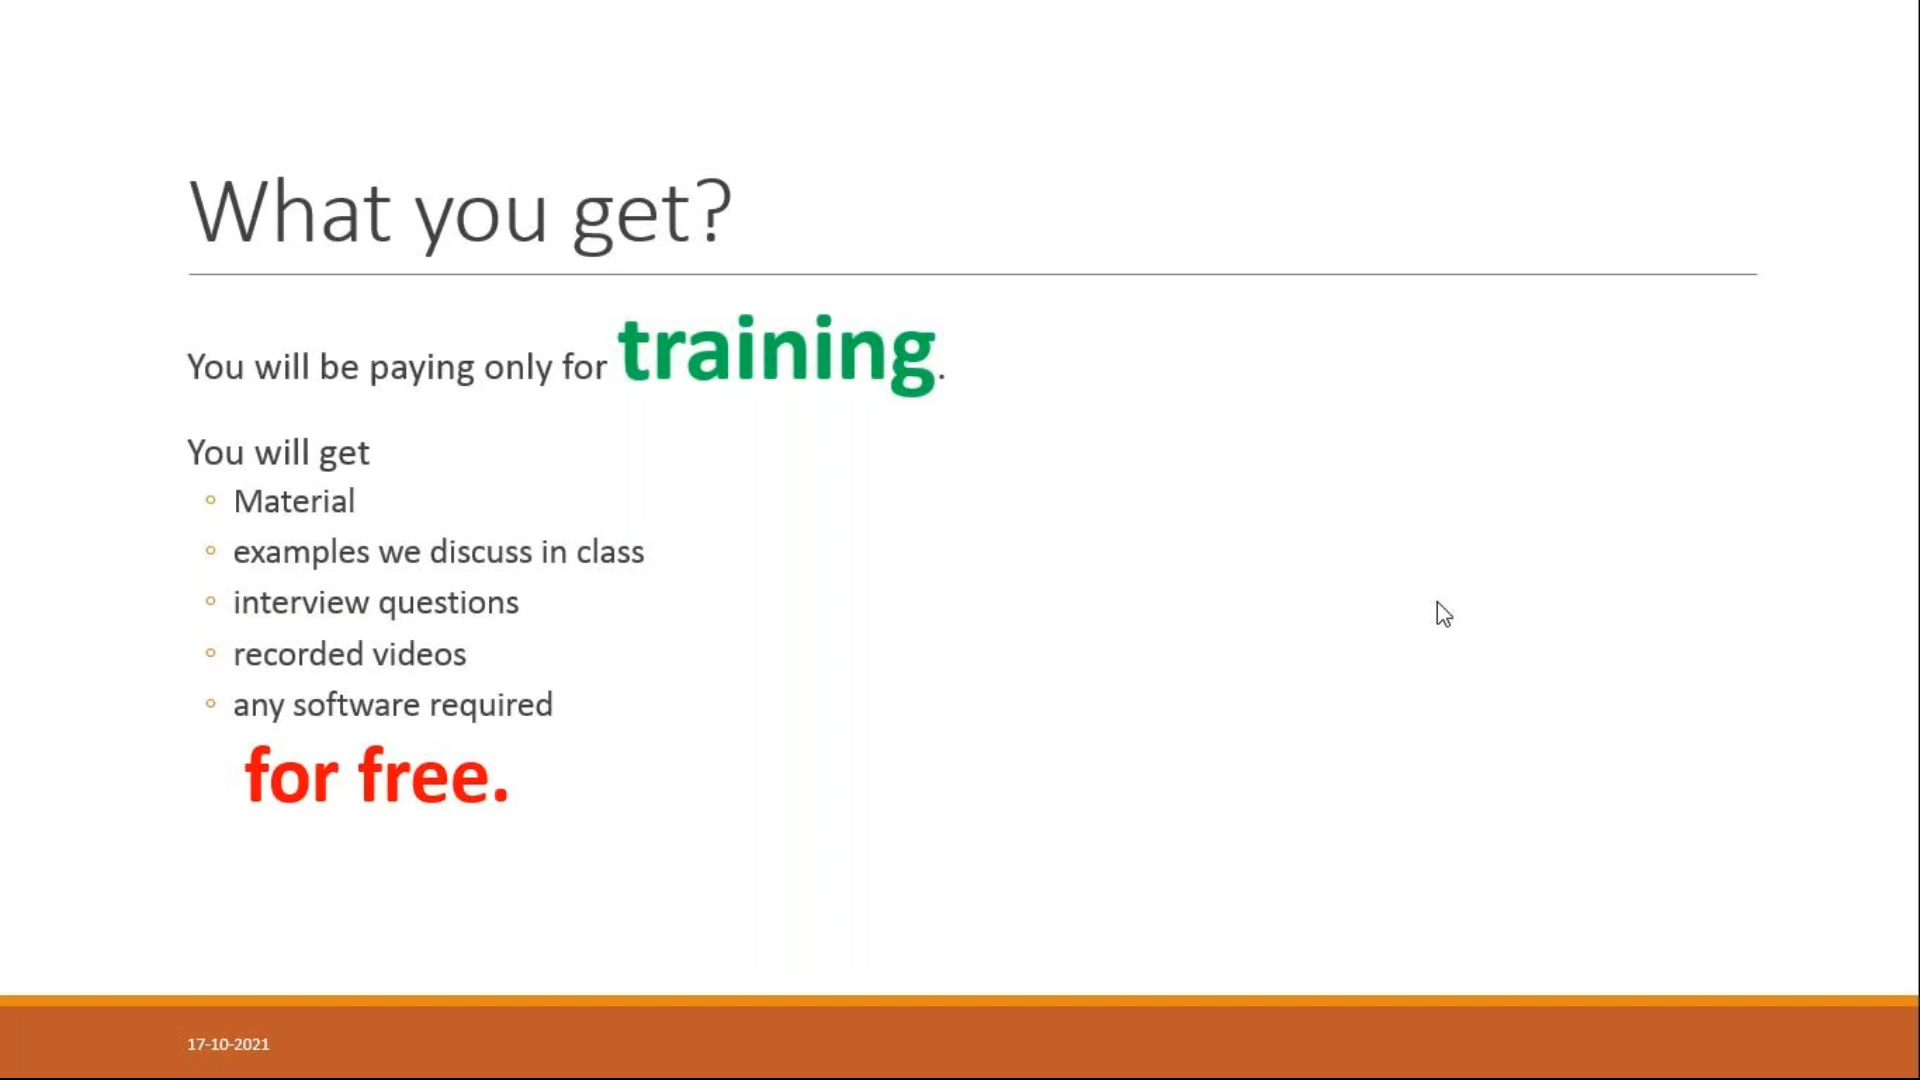 What you get?
You will be paying only for training.
You will get
Material
examples we discuss in class
interview questions
recorded videos
any software required
for free.
17-10-2021